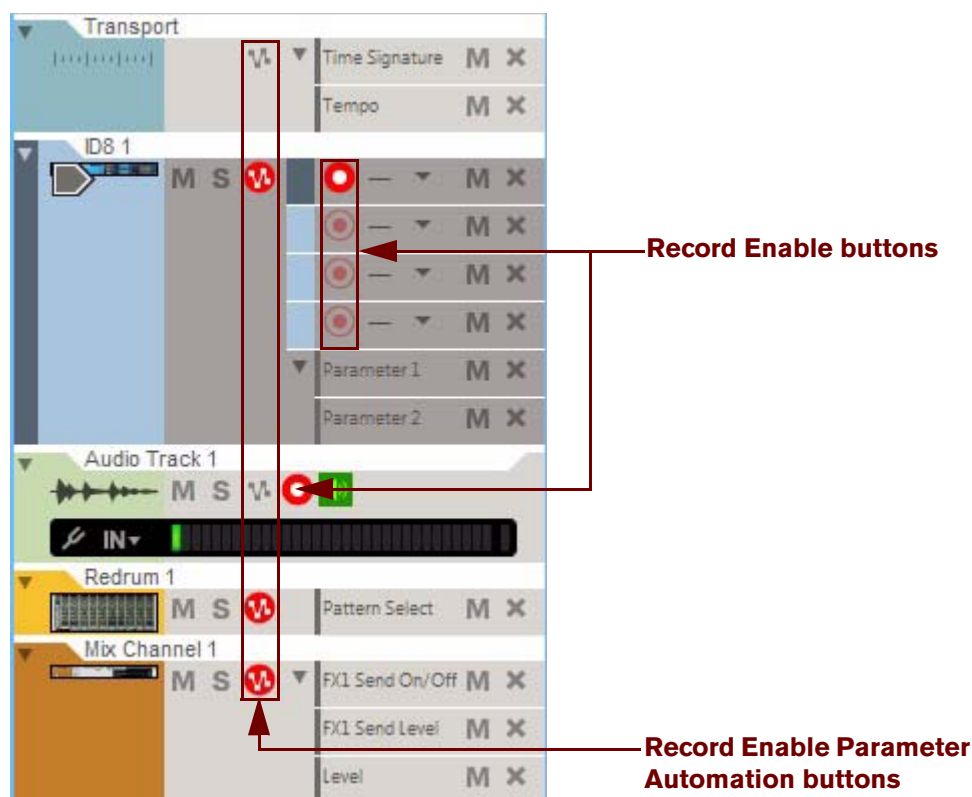 Transport
Time Signature M ×
Tempo M ×
ID8 1
M S — M ×
— M ×
— M ×
— M ×
Parameter 1 M ×
Parameter 2 M ×
Record Enable buttons
Audio Track 1
M S
IN
Redrum 1
M S Pattern Select M ×
Mix Channel 1
M S FX1 Send On/Off M ×
FX1 Send Level M ×
Level M ×
Record Enable Parameter
Automation buttons